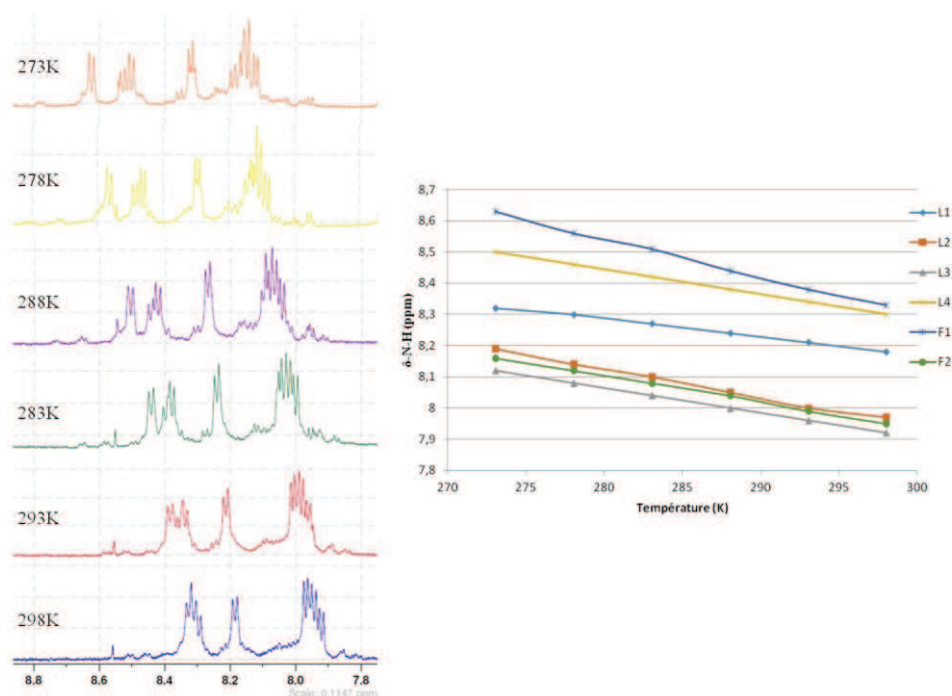 273K
278K
288K
283K
293K
298K
8.8 8.6 8.4 8.2 8.0 7.8
Scale: 0.1147 ppm
8,7
8,6
8,5
8,4
8,3
8,2
8,1
8
7,9
7,8
270 275 280 285 290 295 300
δ-N-H (ppm)
Température (K)
L1
L2
L3
L4
F1
F2